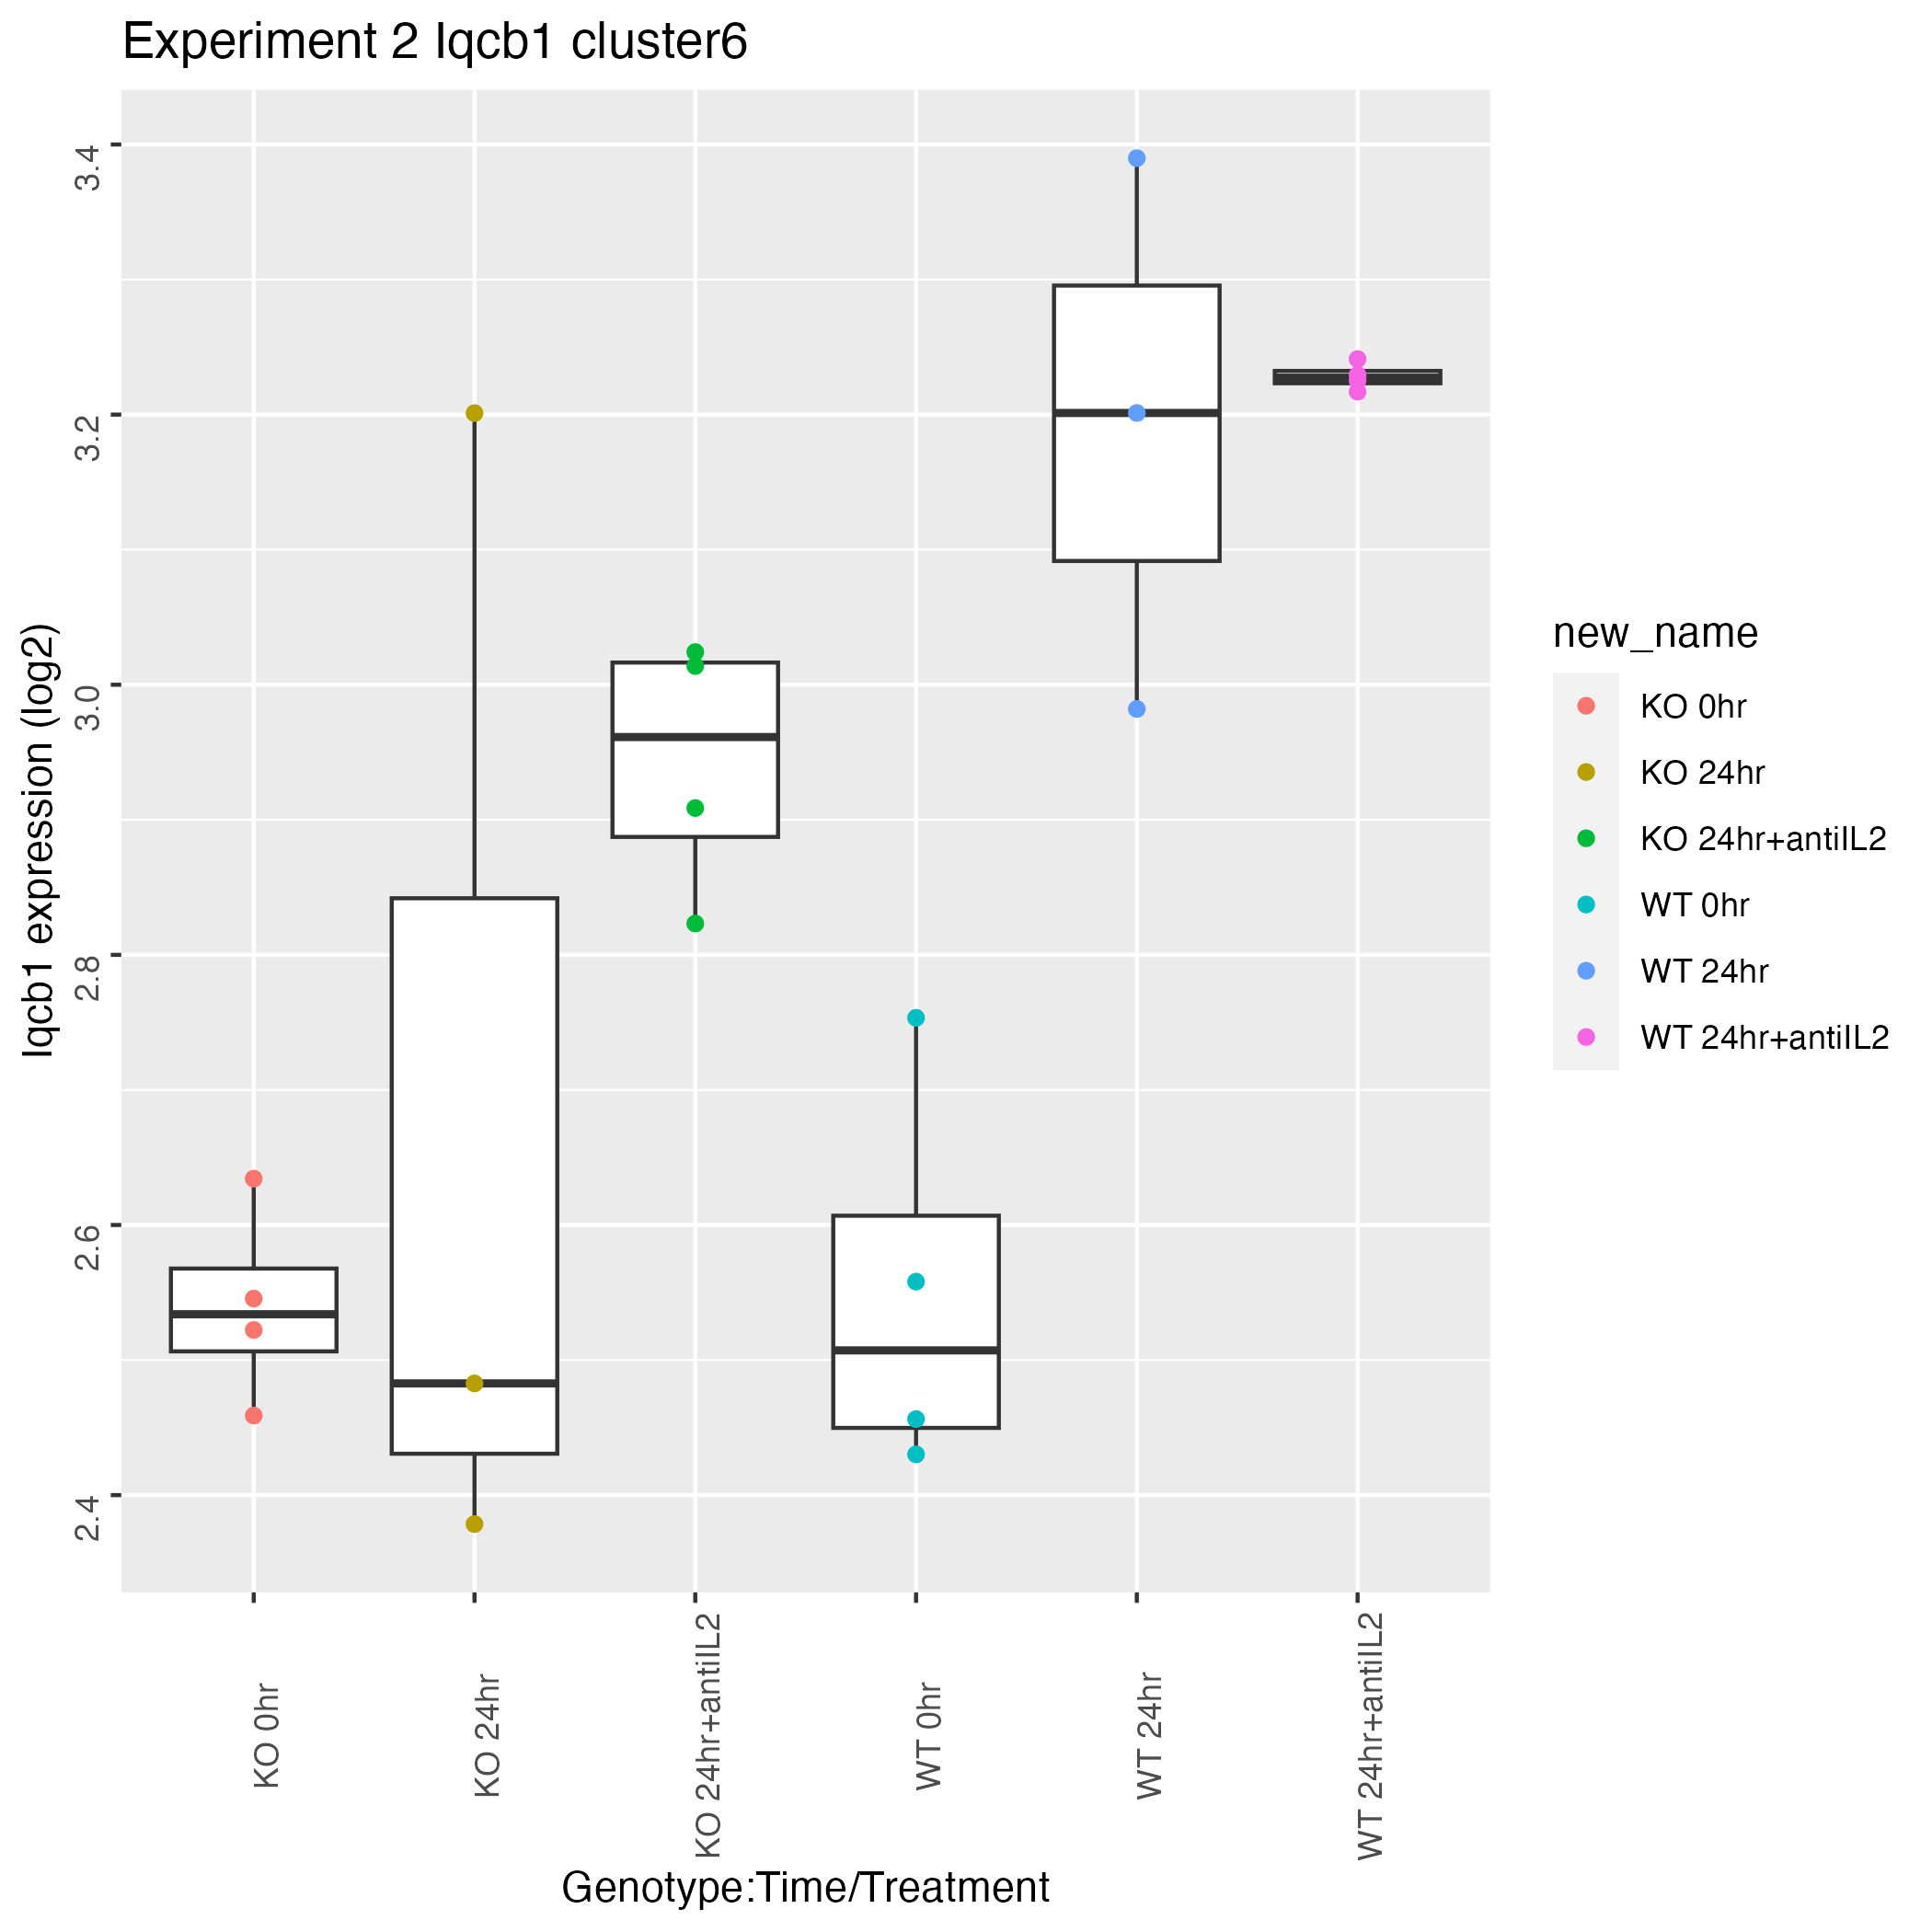 Experiment 2 Iqcb1 cluster6
Iqcb1 expression (log2)
3.4
3.2
3.0
2.8
2.6
2.4
KO 0hr
KO 24hr
KO 24hr+antiIL2
WT 0hr
WT 24hr
WT 24hr+antiIL2
Genotype:Time/Treatment
new_name
KO 0hr
KO 24hr
KO 24hr+antiIL2
WT 0hr
WT 24hr
WT 24hr+antiIL2